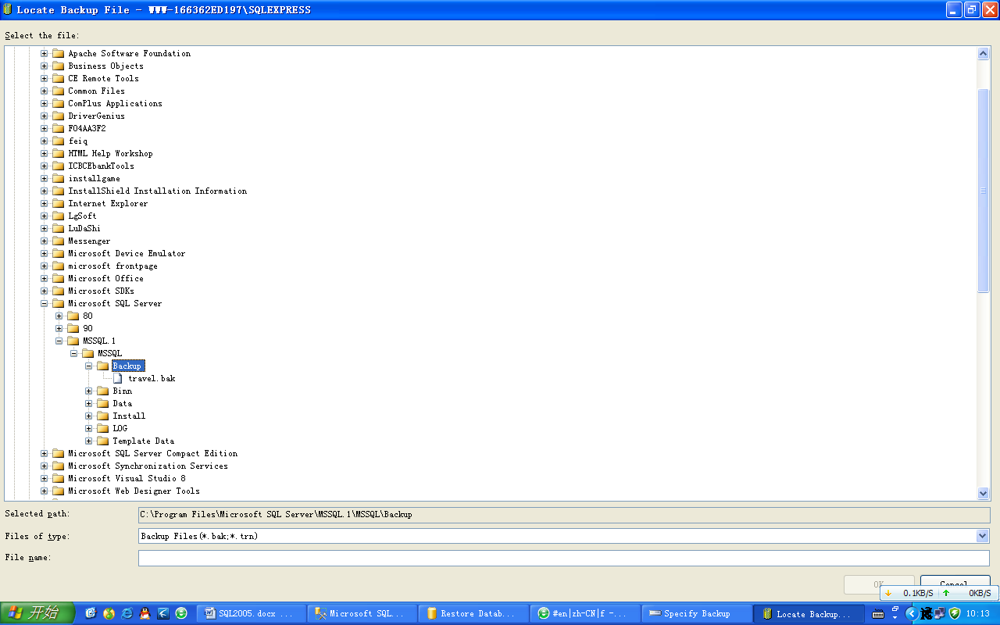 Locate Backup File - WWW-166362ED197\SQLEXPRESS
Select the file:
Apache Software Foundation
Business Objects
CE Remote Tools
Common Files
ComPlus Applications
DriverGenius
F04AA3F2
feiq
HTML Help Workshop
ICBCEbankTools
installgame
InstallShield Installation Information
Internet Explorer
LgSoft
LuDaShi
Messenger
Microsoft Device Emulator
microsoft frontpage
Microsoft Office
Microsoft SDKs
Microsoft SQL Server
80
90
MSSQL.1
MSSQL
Backup
travel.bak
Binn
Data
Install
LOG
Template Data
Microsoft SQL Server Compact Edition
Microsoft Synchronization Services
Microsoft Visual Studio 8
Microsoft Web Designer Tools
Selected path: C:\Program Files\Microsoft SQL Server\MSSQL.1\MSSQL\Backup
Files of type: Backup Files(*.bak;*.trn)
File name:
OK Cancel
0.1KB/S 0KB/S
开始 SQL2005.docx ... Microsoft SQL... Restore Datab... #en|zh-CN|f -... Specify Backup Locate Backup... 10:13